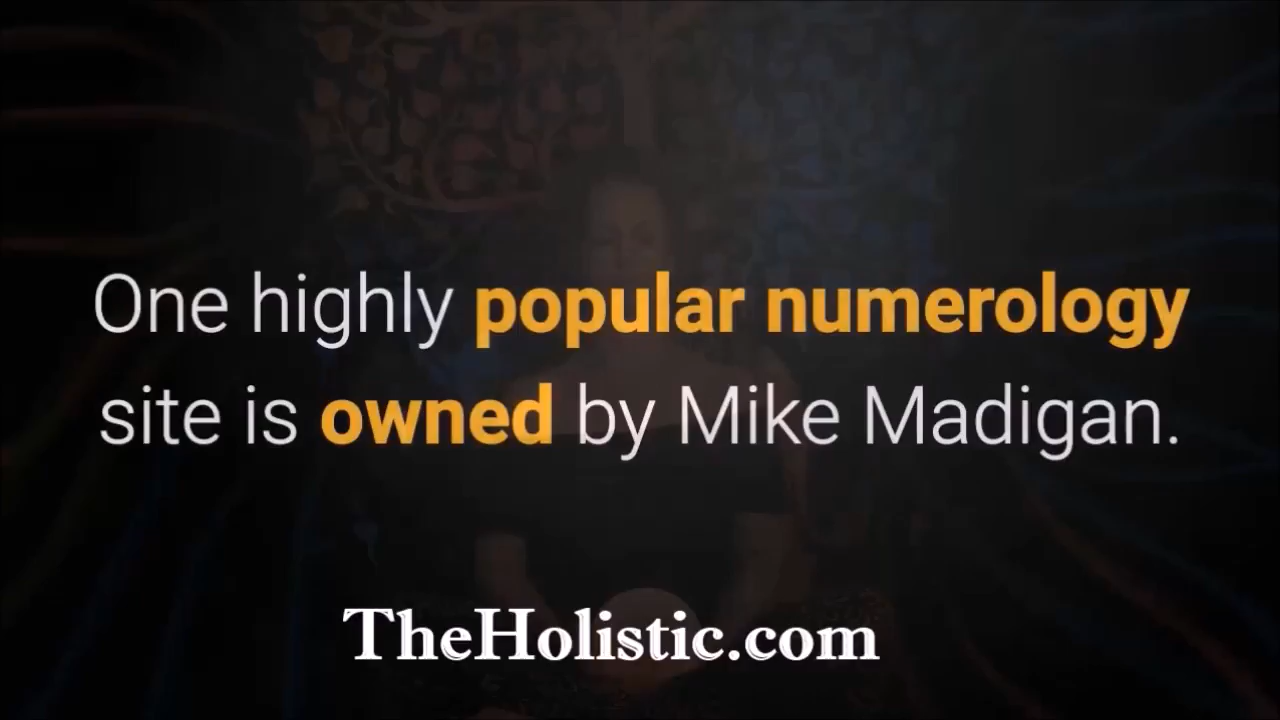 One highly popular numerology
site is owned by Mike Madigan.
TheHolistic.com